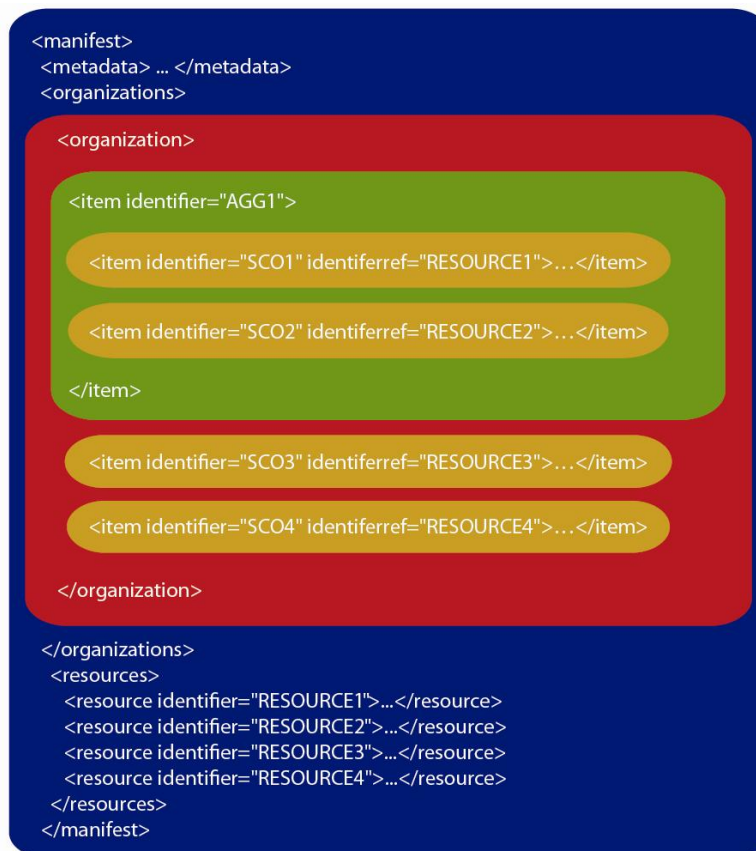 <manifest>
<metadata> ... </metadata>
<organizations>
<organization>
<item identifier="AGG1">
<item identifier="SCO1" identiferref="RESOURCE1">…</item>
<item identifier="SCO2" identiferref="RESOURCE2">…</item>
</item>
<item identifier="SCO3" identiferref="RESOURCE3">…</item>
<item identifier="SCO4" identiferref="RESOURCE4">…</item>
</organization>
</organizations>
<resources>
<resource identifier="RESOURCE1">...</resource>
<resource identifier="RESOURCE2">...</resource>
<resource identifier="RESOURCE3">...</resource>
<resource identifier="RESOURCE4">...</resource>
</resources>
</manifest>